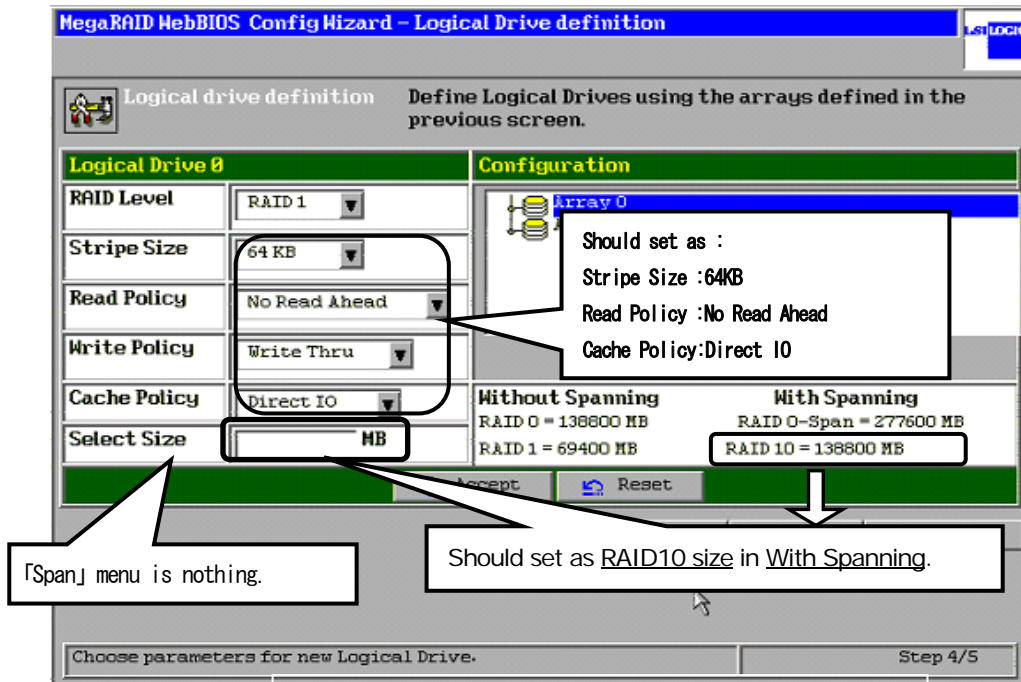 MegaRAID WebBIOS Config Wizard - Logical Drive definition
LSI LOGIC
Logical drive definition
Define Logical Drives using the arrays defined in the
previous screen.
Logical Drive 0
Configuration
RAID Level
RAID 1
Array 0
Stripe Size
64 KB
Read Policy
No Read Ahead
Write Policy
Write Thru
Cache Policy
Direct IO
Select Size
MB
Should set as :
Stripe Size :64KB
Read Policy :No Read Ahead
Cache Policy:Direct IO
Without Spanning
With Spanning
RAID 0 = 138800 MB
RAID 0-Span = 277600 MB
RAID 1 = 69400 MB
RAID 10 = 138800 MB
Reset
「Span」 menu is nothing.
Should set as RAID10 size in With Spanning.
Choose parameters for new Logical Drive.
Step 4/5